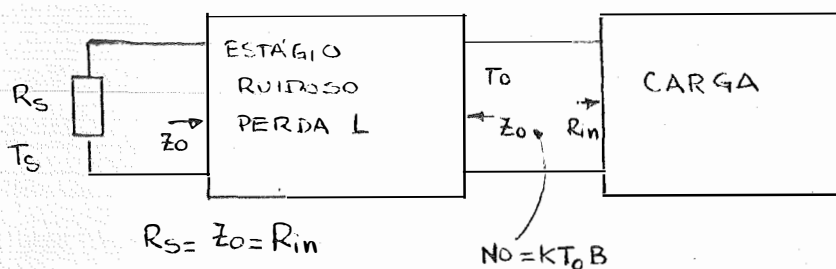 ESTÁGIO
RUIDOSO
PERDA L
To
CARGA
Rs
Ts
Zo
Zo
Rin
Rs = Zo = Rin
No = KToB